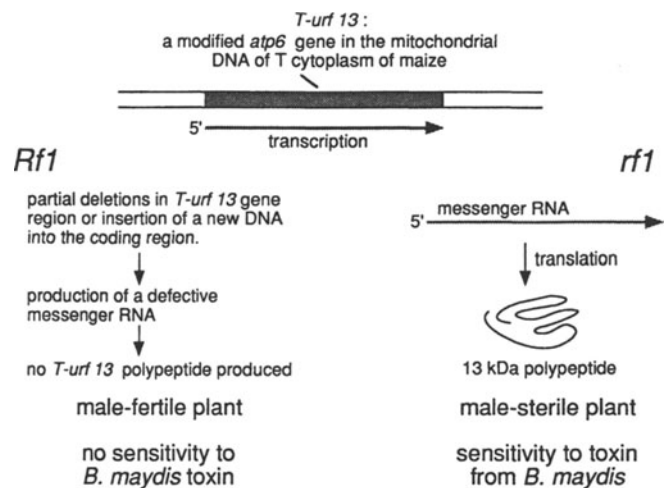 T-urf 13 :
a modified atp6 gene in the mitochondrial
DNA of T cytoplasm of maize
5'
transcription
Rf1
partial deletions in T-urf 13 gene
region or insertion of a new DNA
into the coding region.
production of a defective
messenger RNA
no T-urf 13 polypeptide produced
male-fertile plant
no sensitivity to
B. maydis toxin
rf1
messenger RNA
5'
translation
13 kDa polypeptide
male-sterile plant
sensitivity to toxin
from B. maydis